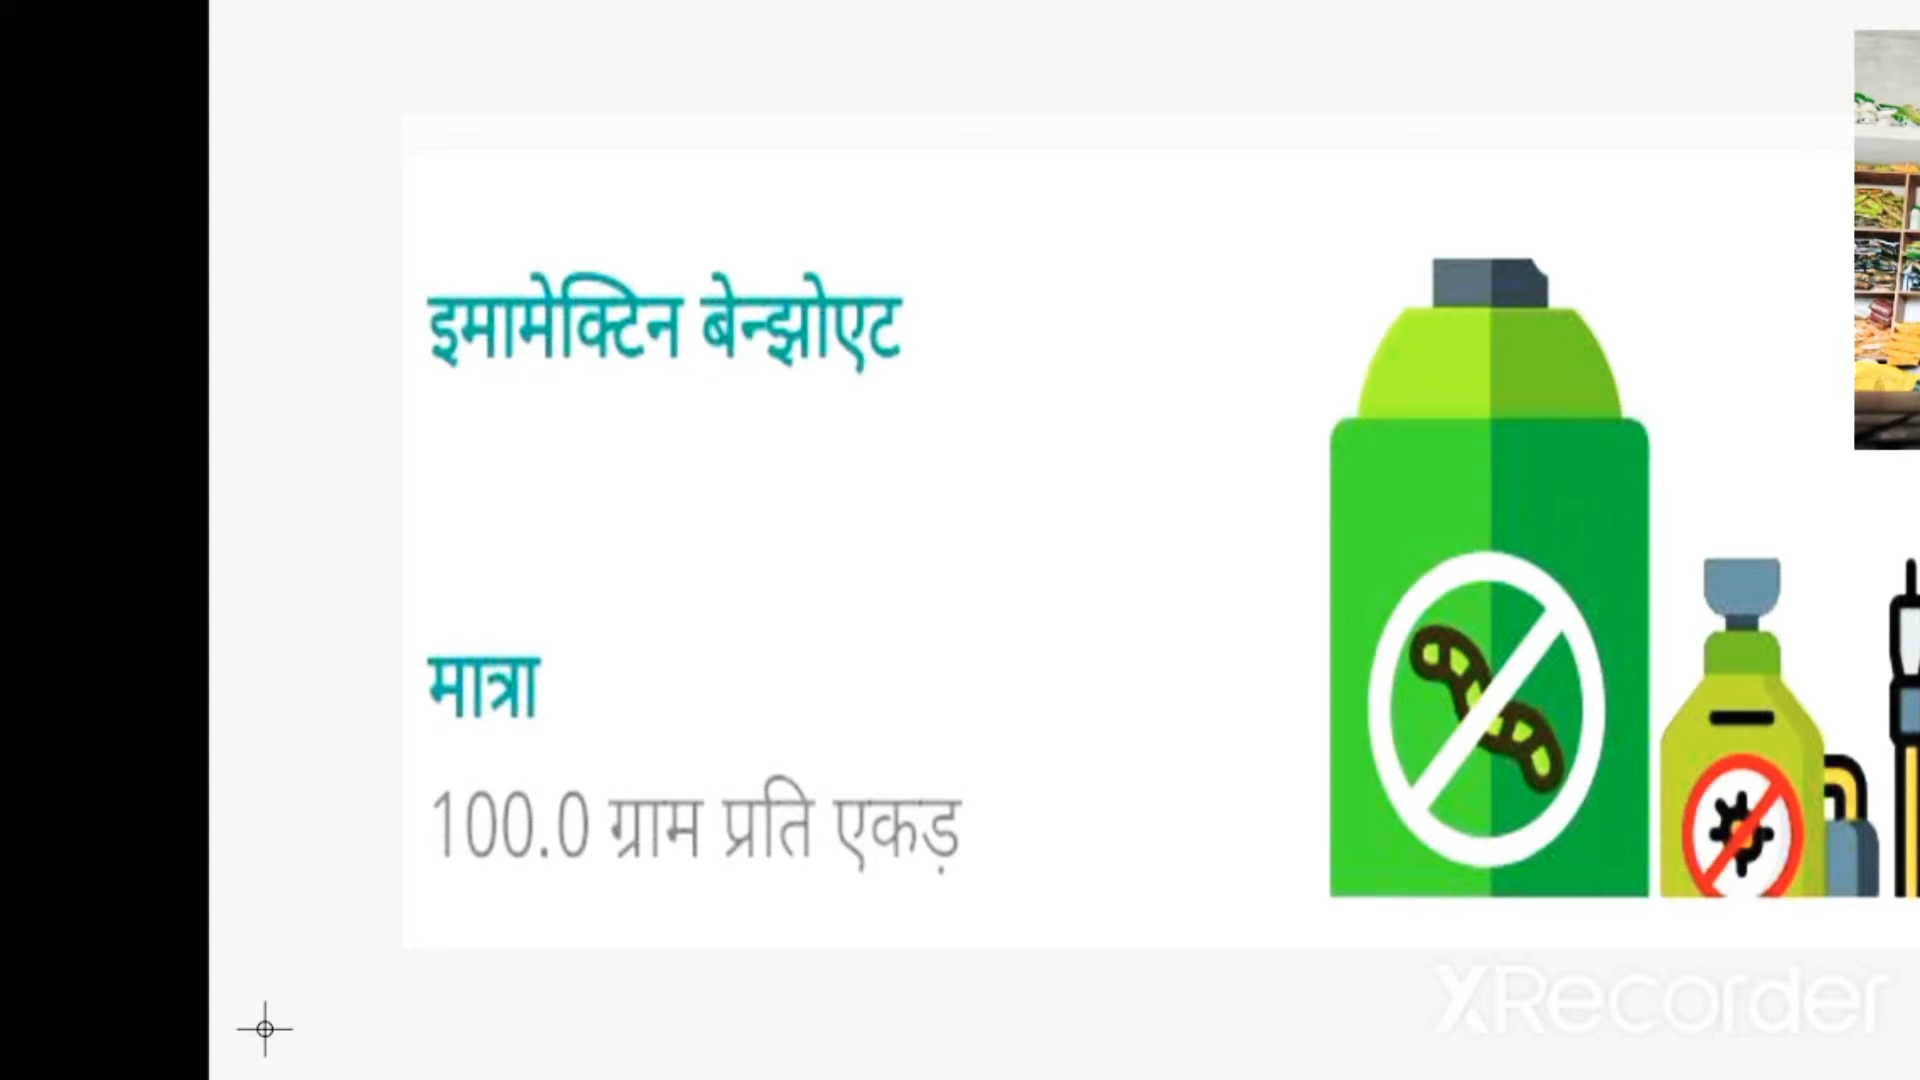 इमामेक्टिन बेन्झोएट
मात्रा
100.0 ग्राम प्रति एकड़
XRecorder